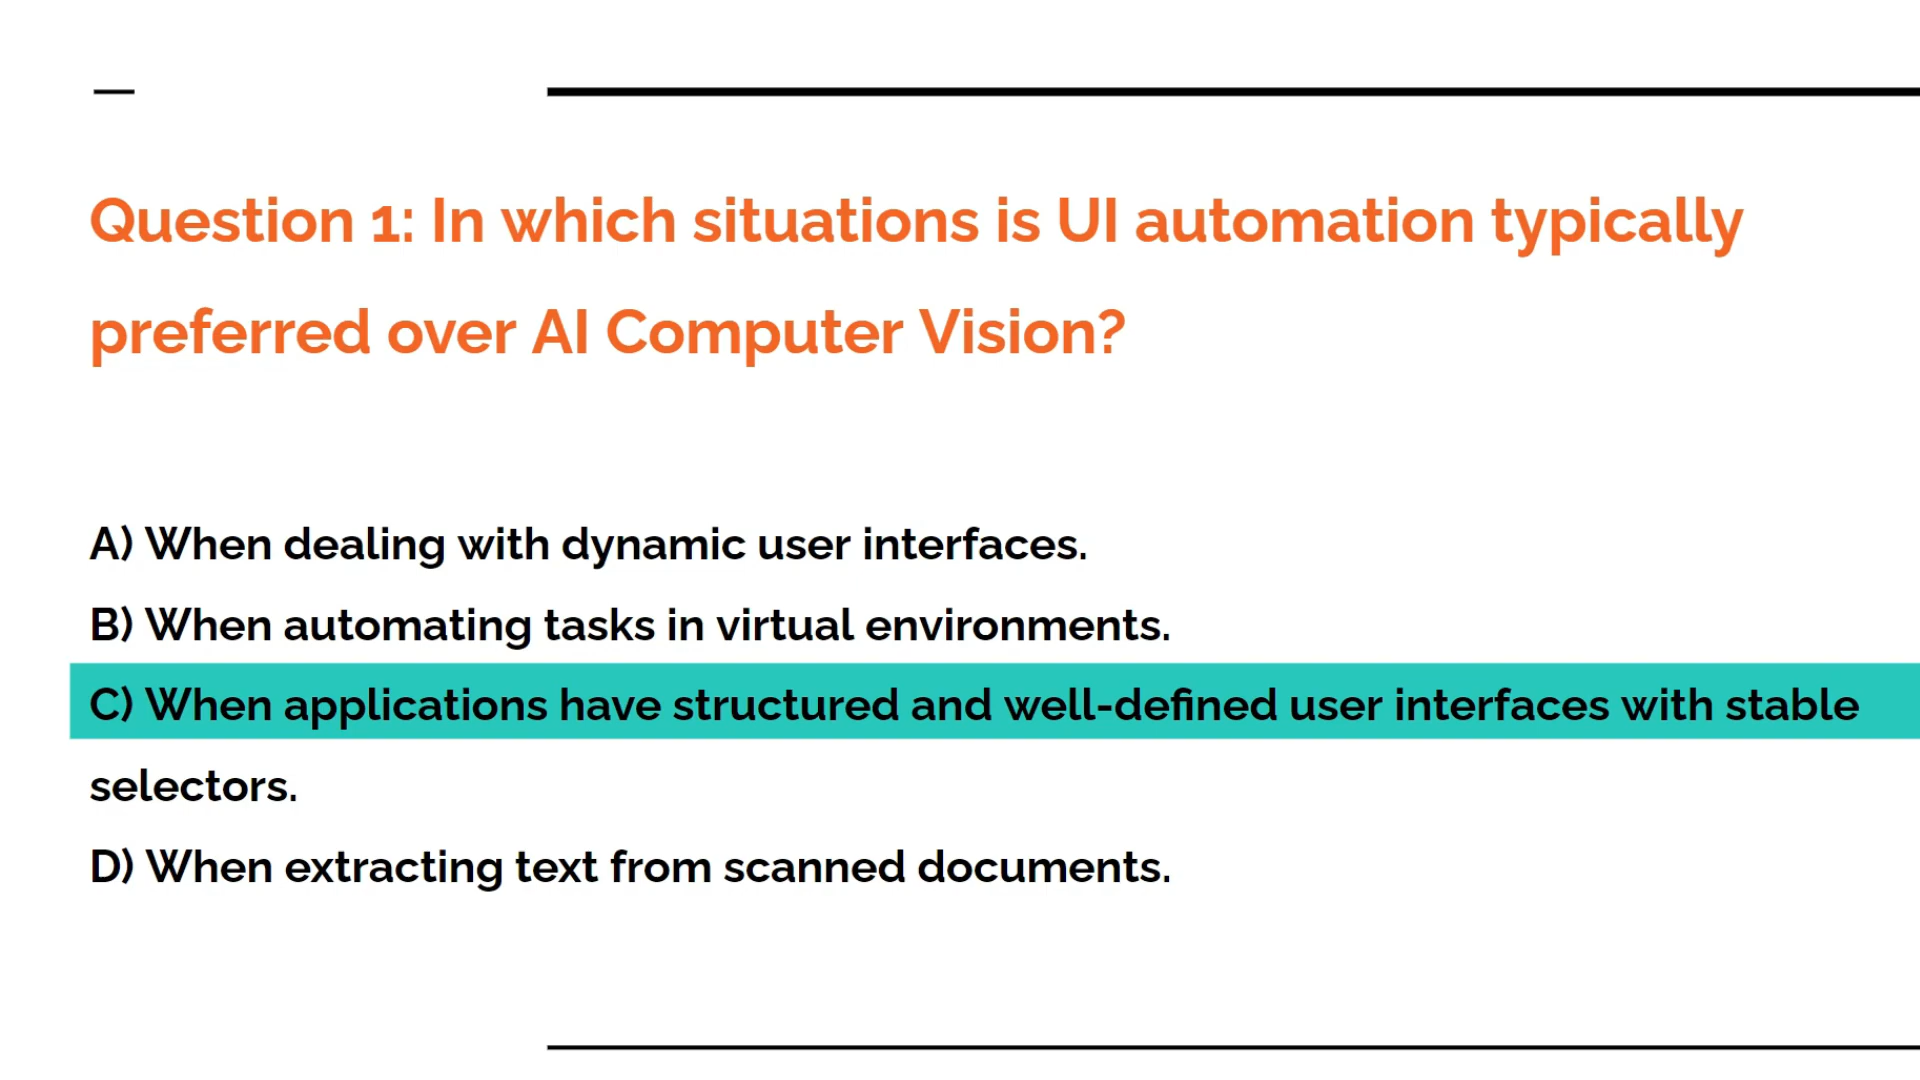 Question 1: In which situations is UI automation typically
preferred over AI Computer Vision?
A) When dealing with dynamic user interfaces.
B) When automating tasks in virtual environments.
C) When applications have structured and well-defined user interfaces with stable
selectors.
D) When extracting text from scanned documents.